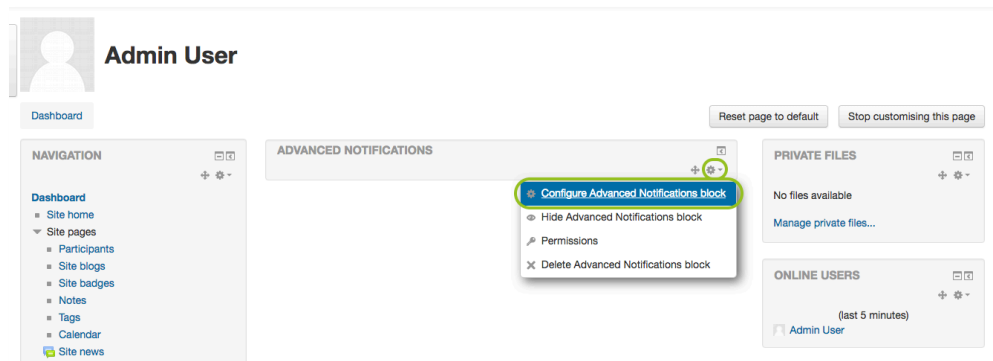 Admin User
Dashboard
Reset page to default
Stop customising this page
NAVIGATION
Dashboard
Site home
Site pages
Participants
Site blogs
Site badges
Notes
Tags
Calendar
Site news
ADVANCED NOTIFICATIONS
Configure Advanced Notifications block
Hide Advanced Notifications block
Permissions
Delete Advanced Notifications block
PRIVATE FILES
No files available
Manage private files...
ONLINE USERS
(last 5 minutes)
Admin User